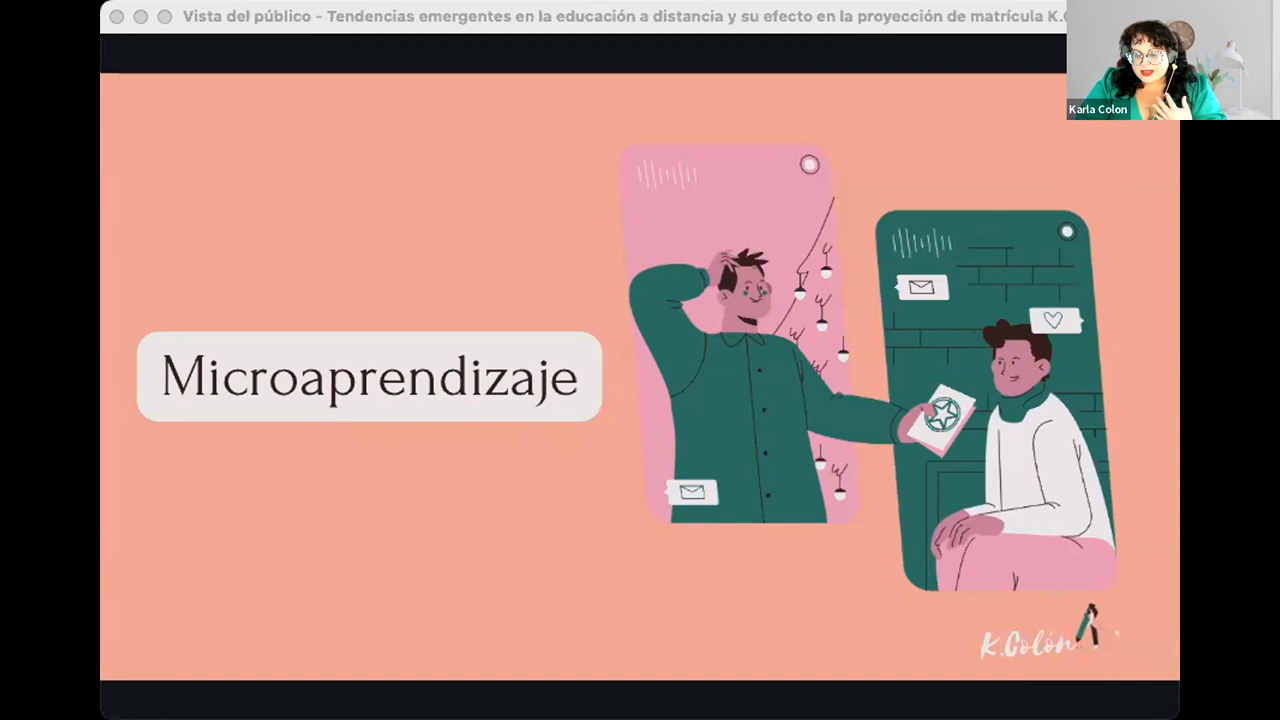 Vista del público - Tendencias emergentes en la educación a distancia y su efecto en la proyección de matrícula K.
Karla Colon
Microaprendizaje
K.Colón